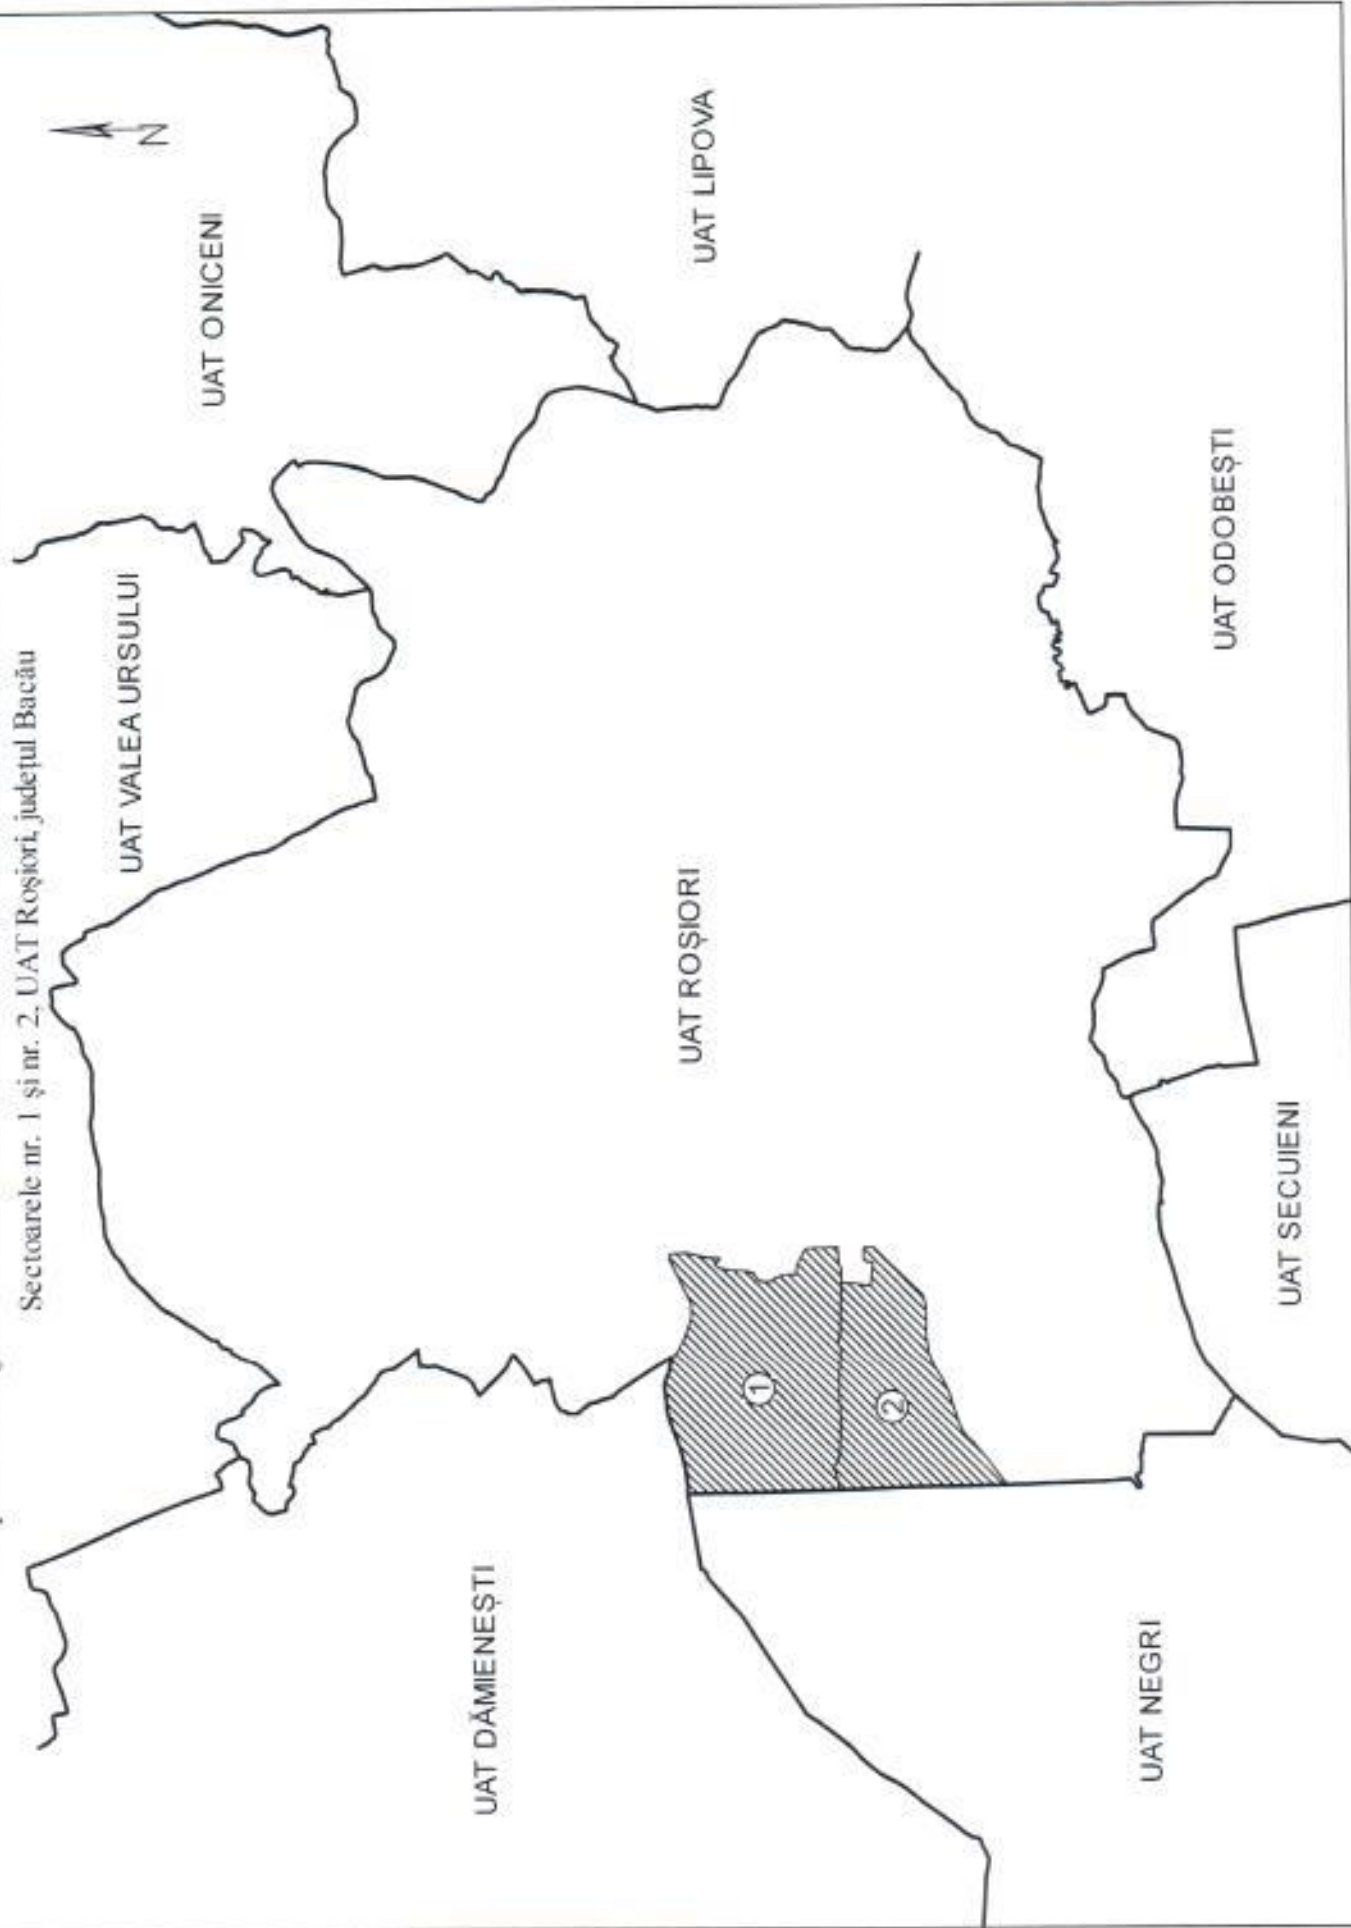 Sectoarele nr. 1 și nr. 2, UAT Roșiori, județul Bacău
N
UAT ONICENI
UAT VALEA URSULUI
UAT LIPOVA
UAT DĂMIENEȘTI
UAT ROȘIORI
1
2
UAT ODOBEȘTI
UAT NEGRI
UAT SECUIENI